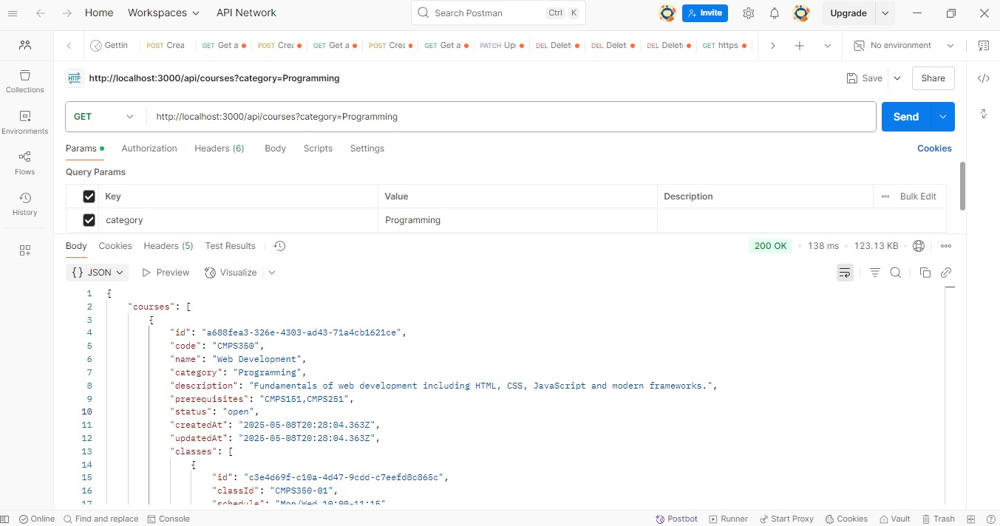 Home Workspaces API Network Search Postman Ctrl K Invite Upgrade
Gettin POST Crea GET Get a POST Crea GET Get a POST Crea GET Get a PATCH Up DEL Delet DEL Delet DEL Delet GET https No environment
HTTP http://localhost:3000/api/courses?category=Programming Save Share
Collections
GET http://localhost:3000/api/courses?category=Programming Send
Environments
Params Authorization Headers (6) Body Scripts Settings Cookies
Flows
Query Params
Key Value Description Bulk Edit
History
category Programming
Body Cookies Headers (5) Test Results 200 OK 138 ms 123.13 KB
{} JSON Preview Visualize
1 {
2 "courses": [
3 {
4 "id": "a688fea3-326e-4303-ad43-71a4cb1621ce",
5 "code": "CMPS350",
6 "name": "Web Development",
7 "category": "Programming",
8 "description": "Fundamentals of web development including HTML, CSS, JavaScript and modern frameworks.",
9 "prerequisites": "CMPS151,CMPS251",
10 "status": "open",
11 "createdAt": "2025-05-08T20:28:04.363Z",
12 "updatedAt": "2025-05-08T20:28:04.363Z",
13 "classes": [
14 {
15 "id": "c3e4d69f-c10a-4d47-9cdd-c7eefd8c865c",
16 "classId": "CMPS350-01",
17 "schedule": "Mon/Wed 10:00-11:15"
Online Find and replace Console Postbot Runner Start Proxy Cookies Vault Trash